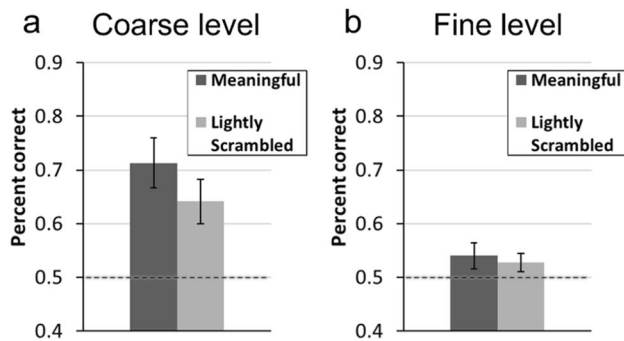 a Coarse level
Percent correct
0.9
0.8
0.7
0.6
0.5
0.4
Meaningful
Lightly
Scrambled
b Fine level
Percent correct
0.9
0.8
0.7
0.6
0.5
0.4
Meaningful
Lightly
Scrambled